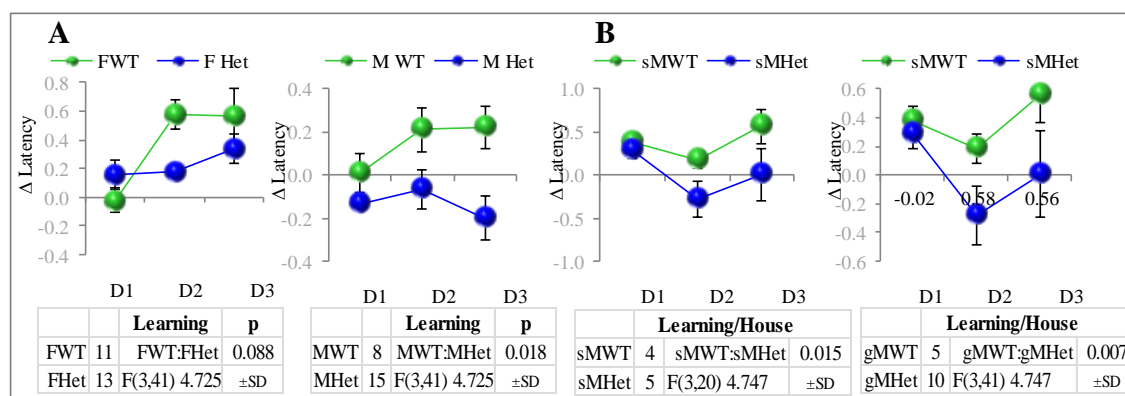 A
B
FWT F Het
M WT M Het
sMWT sMHet
sMWT sMHet
Δ Latency
0.8
0.6
0.4
0.2
0.0
-0.2
-0.4
D1 D2 D3
Δ Latency
0.4
0.2
0.0
-0.2
-0.4
D1 D2 D3
Δ Latency
1.0
0.5
0.0
-0.5
-1.0
D1 D2 D3
Δ Latency
0.6
0.4
0.2
0.0
-0.2
-0.4
-0.6
-0.02 0.58 0.56
D1 D2 D3
Learning p
FWT 11 FWT:FHet 0.088
FHet 13 F(3,41) 4.725 ±SD
Learning p
MWT 8 MWT:MHet 0.018
MHet 15 F(3,41) 4.725 ±SD
Learning/House
sMWT 4 sMWT:sMHet 0.015
sMHet 5 F(3,20) 4.747 ±SD
Learning/House
gMWT 5 gMWT:gMHet 0.007
gMHet 10 F(3,41) 4.747 ±SD